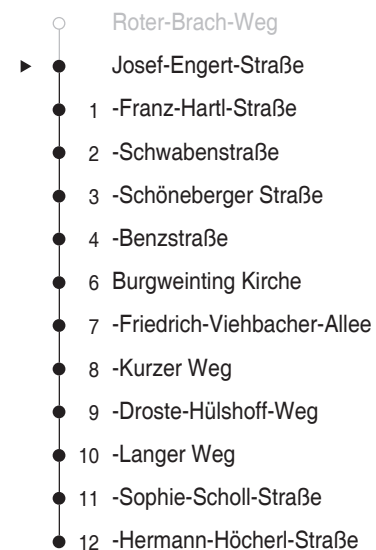 Roter-Brach-Weg
Josef-Engert-Straße
1 -Franz-Hartl-Straße
2 -Schwabenstraße
3 -Schöneberger Straße
4 -Benzstraße
6 Burgweinting Kirche
7 -Friedrich-Viehbacher-Allee
8 -Kurzer Weg
9 -Droste-Hülshoff-Weg
10 -Langer Weg
11 -Sophie-Scholl-Straße
12 -Hermann-Höcherl-Straße